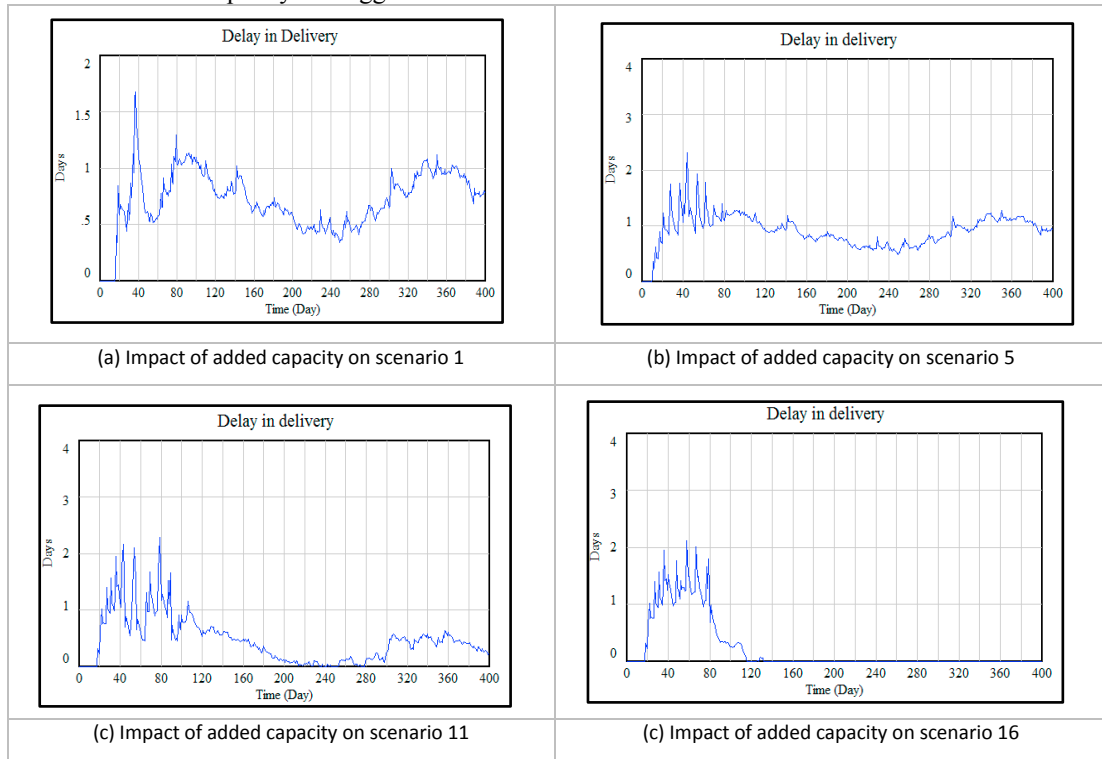 Delay in Delivery
2
1.5
1
.5
0
Days
0 40 80 120 160 200 240 280 320 360 400
Time (Day)
(a) Impact of added capacity on scenario 1
Delay in delivery
4
3
2
1
0
Days
0 40 80 120 160 200 240 280 320 360 400
Time (Day)
(b) Impact of added capacity on scenario 5
Delay in delivery
4
3
2
1
0
Days
0 40 80 120 160 200 240 280 320 360 400
Time (Day)
(c) Impact of added capacity on scenario 11
Delay in delivery
4
3
2
1
0
Days
0 40 80 120 160 200 240 280 320 360 400
Time (Day)
(c) Impact of added capacity on scenario 16